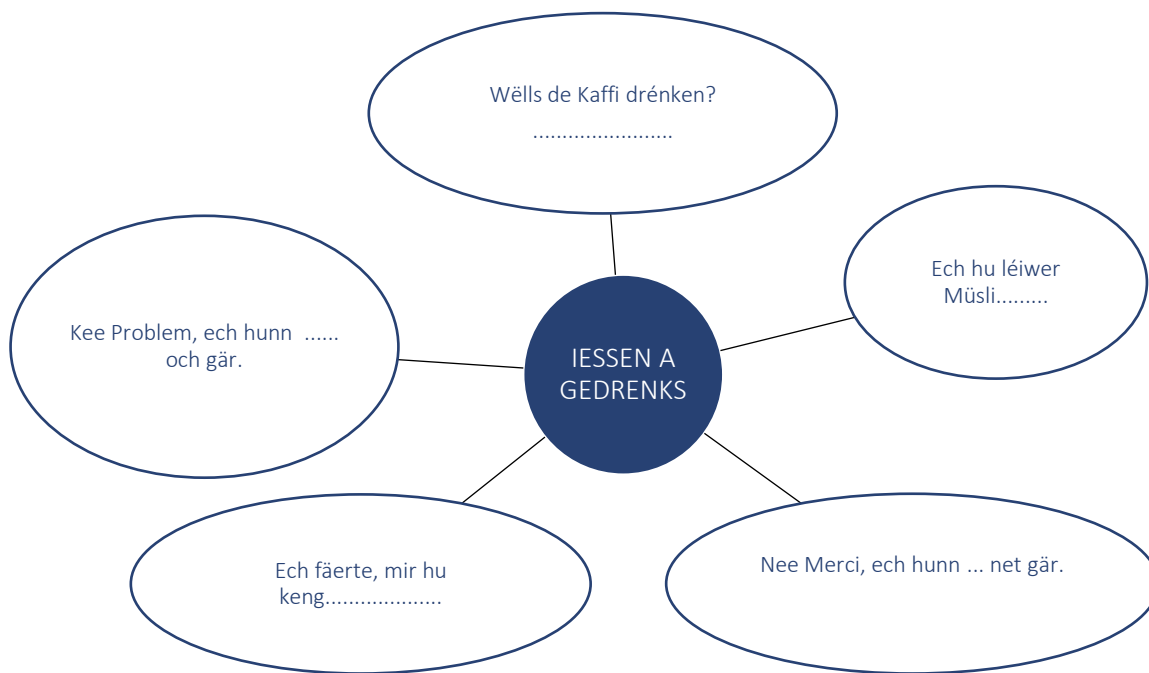 Wëlls de Kaffi drénken?
........................
Ech hu léiwer
Müsli.........
Kee Problem, ech hunn ......
och gär.
IESSEN A
GEDRENKS
Ech fäerte, mir hu
keng....................
Nee Merci, ech hunn ... net gär.